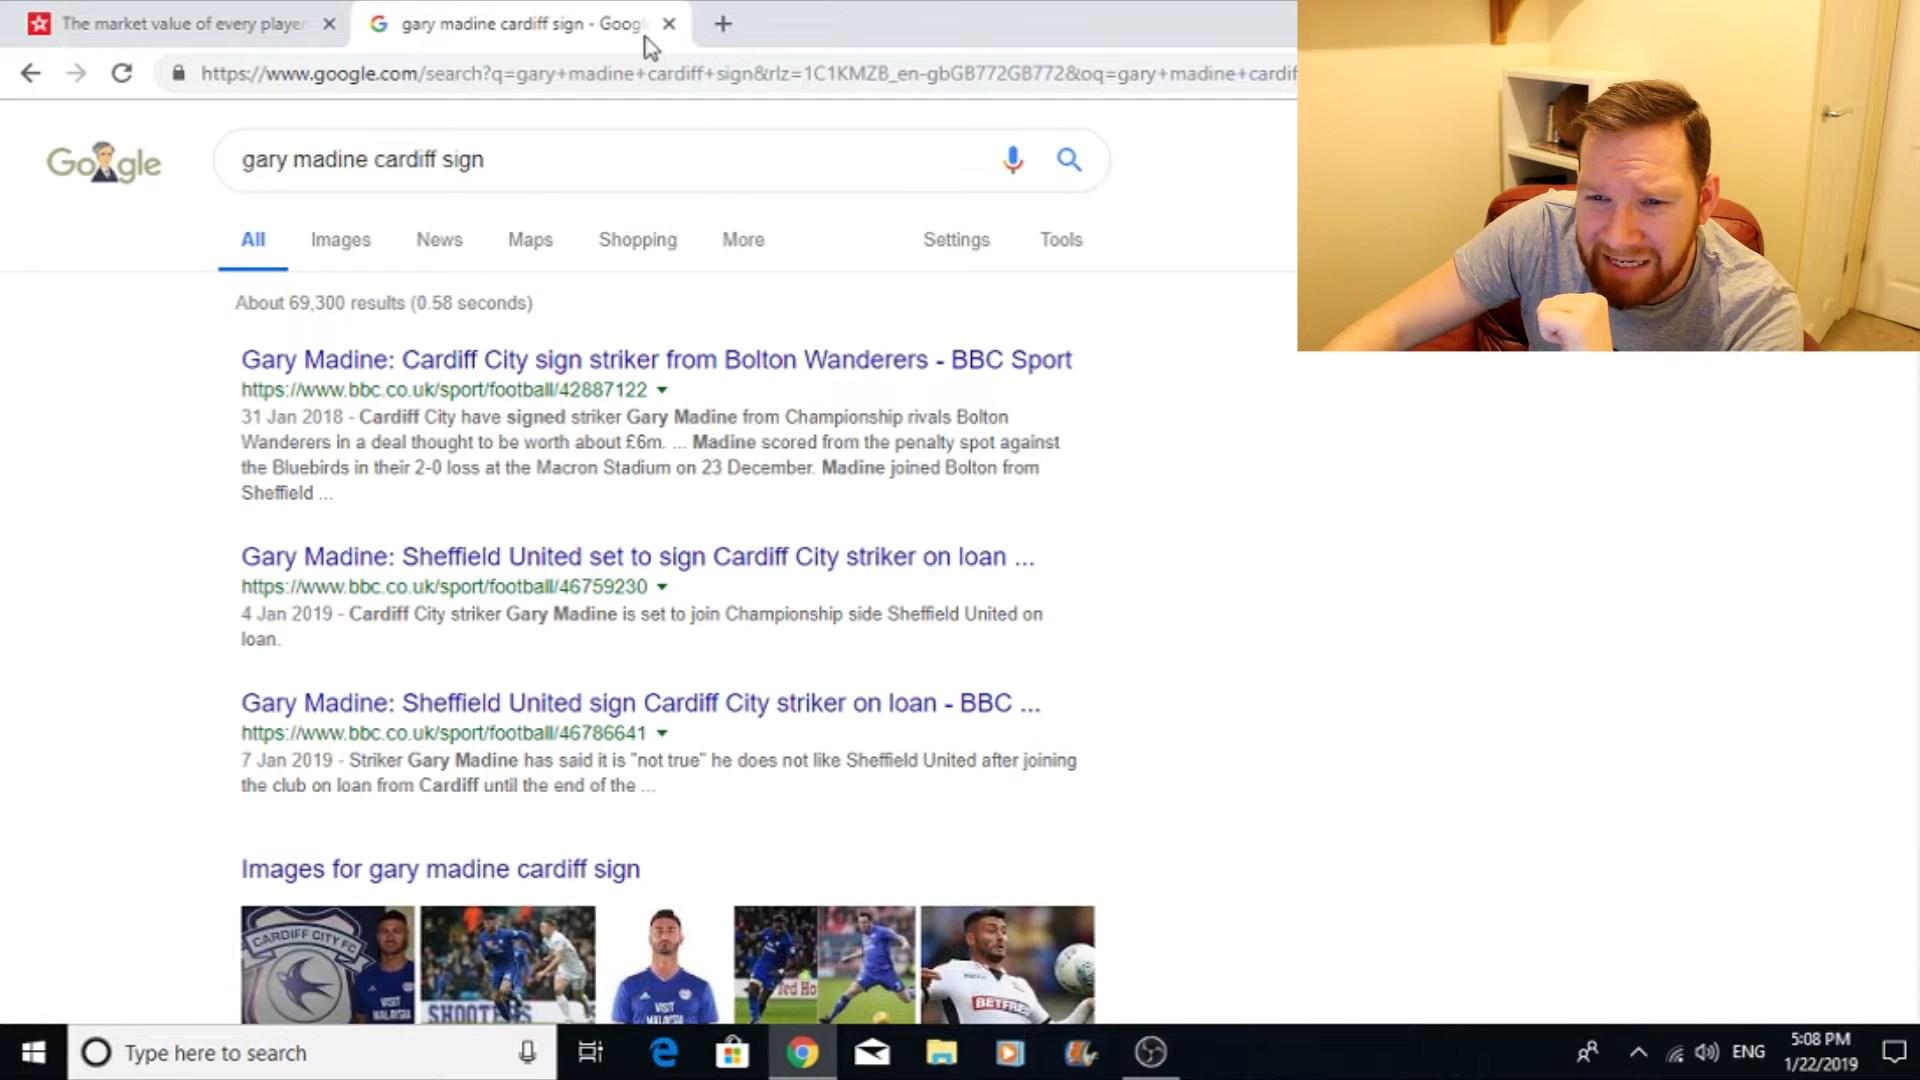 The market value of every player
gary madine cardiff sign - Goog
https://www.google.com/search?q=gary+madine+cardiff+sign&rlz=1C1KMZB_en-gbGB772GB772&oq=gary+madine+cardif
Google
gary madine cardiff sign
All Images News Maps Shopping More Settings Tools
About 69,300 results (0.58 seconds)
Gary Madine: Cardiff City sign striker from Bolton Wanderers - BBC Sport
https://www.bbc.co.uk/sport/football/42887122
31 Jan 2018 - Cardiff City have signed striker Gary Madine from Championship rivals Bolton
Wanderers in a deal thought to be worth about £6m. ... Madine scored from the penalty spot against
the Bluebirds in their 2-0 loss at the Macron Stadium on 23 December. Madine joined Bolton from
Sheffield ...
Gary Madine: Sheffield United set to sign Cardiff City striker on loan ...
https://www.bbc.co.uk/sport/football/46759230
4 Jan 2019 - Cardiff City striker Gary Madine is set to join Championship side Sheffield United on
loan.
Gary Madine: Sheffield United sign Cardiff City striker on loan - BBC ...
https://www.bbc.co.uk/sport/football/46786641
7 Jan 2019 - Striker Gary Madine has said it is "not true" he does not like Sheffield United after joining
the club on loan from Cardiff until the end of the ...
Images for gary madine cardiff sign
CARDIFF CITY FC
VISIT
MALAYSIA
SHOOTERS
VISIT
MALAYSIA
Ted Ho
BETFRED
Type here to search
ENG
5:08 PM
1/22/2019